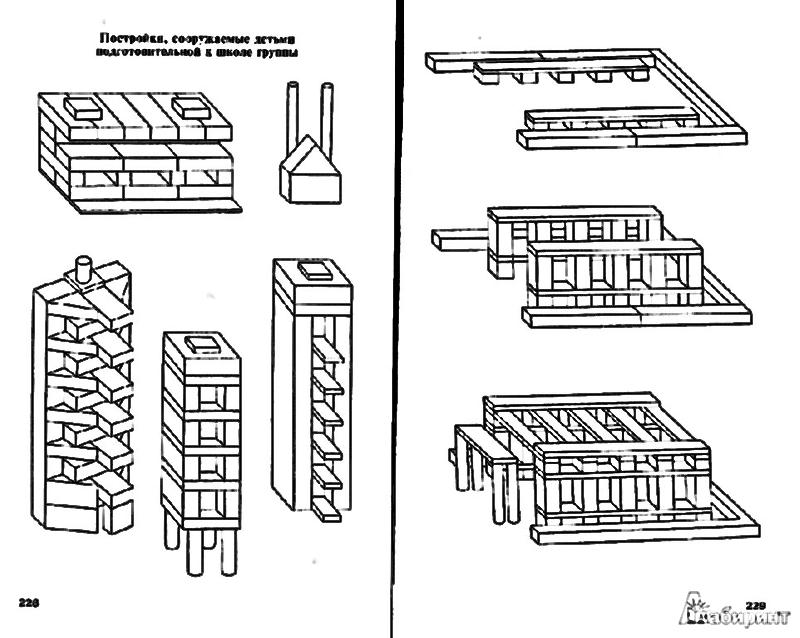 Постройки, сооружаемые детьми
подготовительной к школе группы
228
229
Лабиринт